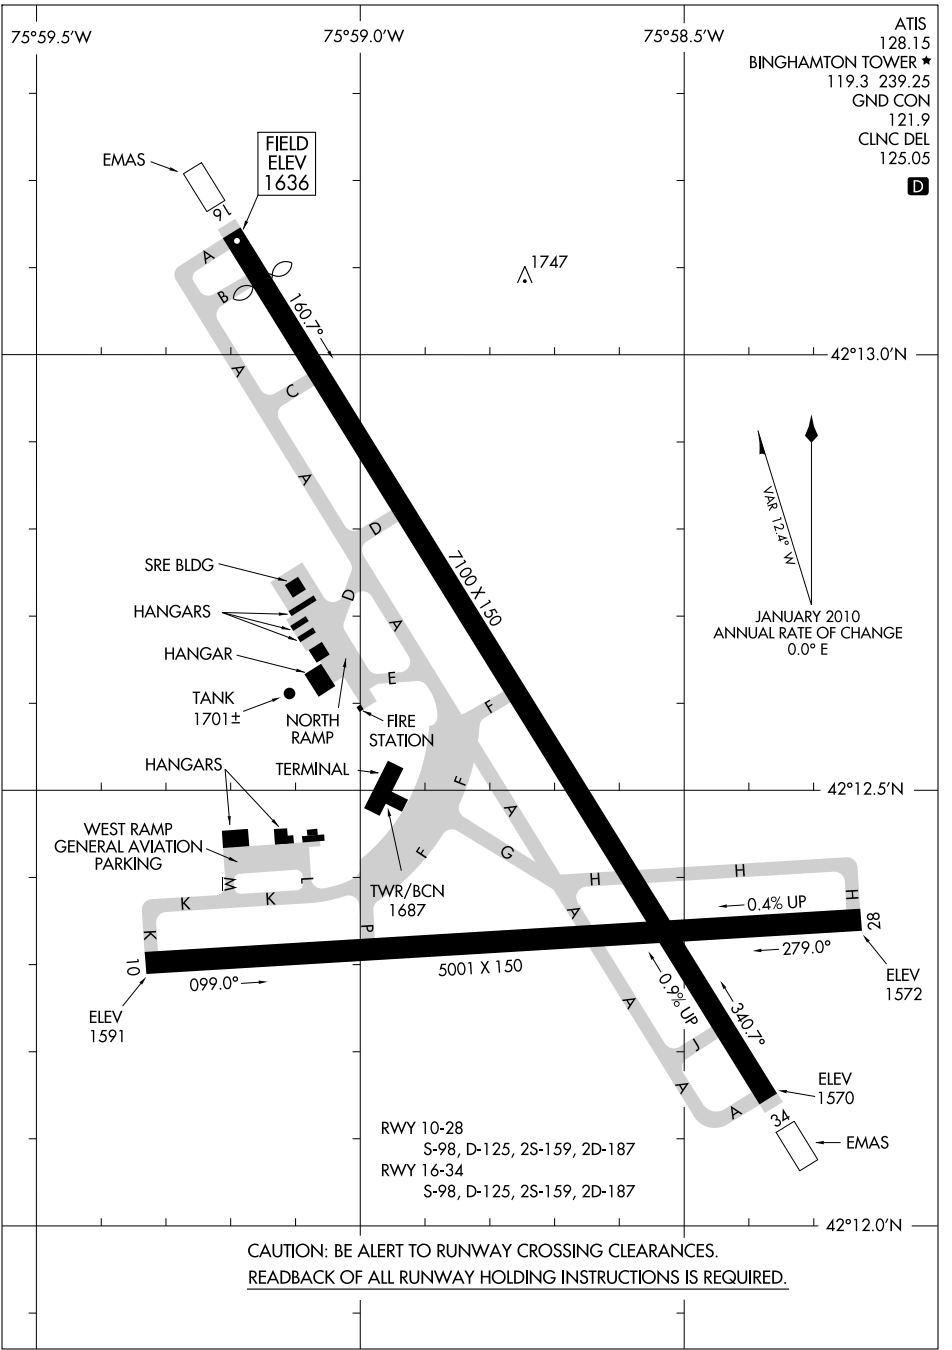 75°59.5'W
75°59.0'W
75°58.5'W
ATIS
128.15
BINGHAMTON TOWER ★
119.3 239.25
GND CON
121.9
CLNC DEL
125.05
D
EMAS
FIELD
ELEV
1636
16
A
B
1747
160.7°
42°13.0'N
A
C
A
D
VAR 12.4° W
JANUARY 2010
ANNUAL RATE OF CHANGE
0.0° E
7100 X 150
SRE BLDG
HANGARS
HANGAR
TANK
1701±
D
A
E
F
NORTH
RAMP
FIRE
STATION
HANGARS
TERMINAL
F
42°12.5'N
A
WEST RAMP
GENERAL AVIATION
PARKING
F
G
TWR/BCN
1687
W
L
K
K
K
P
H
H
H
A
0.4% UP
28
279.0°
10
099.0°
5001 X 150
ELEV
1572
ELEV
1591
A
0.9% UP
340.7°
J
A
A
ELEV
1570
34
EMAS
RWY 10-28
S-98, D-125, 2S-159, 2D-187
RWY 16-34
S-98, D-125, 2S-159, 2D-187
42°12.0'N
CAUTION: BE ALERT TO RUNWAY CROSSING CLEARANCES.
READBACK OF ALL RUNWAY HOLDING INSTRUCTIONS IS REQUIRED.